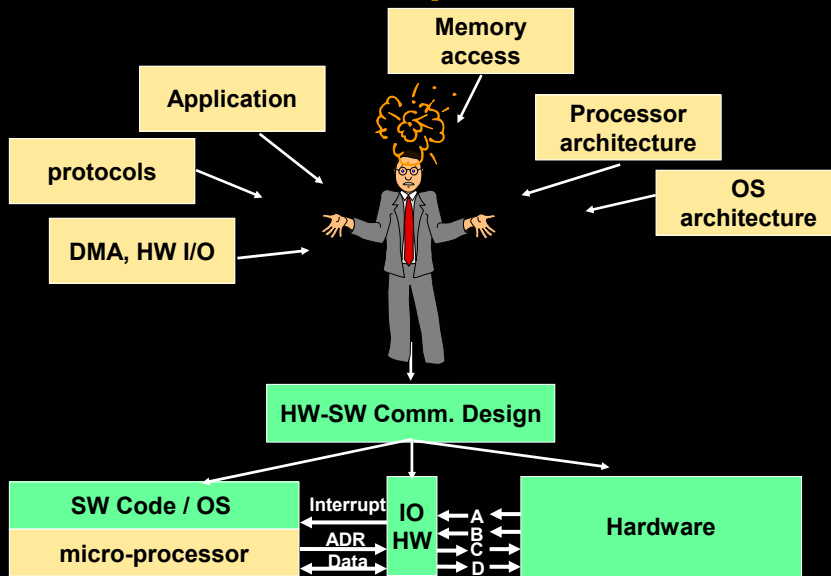 Memory
access
Application
Processor
architecture
protocols
OS
architecture
DMA, HW I/O
HW-SW Comm. Design
SW Code / OS
Interrupt
IO
HW
A
B
C
D
Hardware
ADR
micro-processor
Data